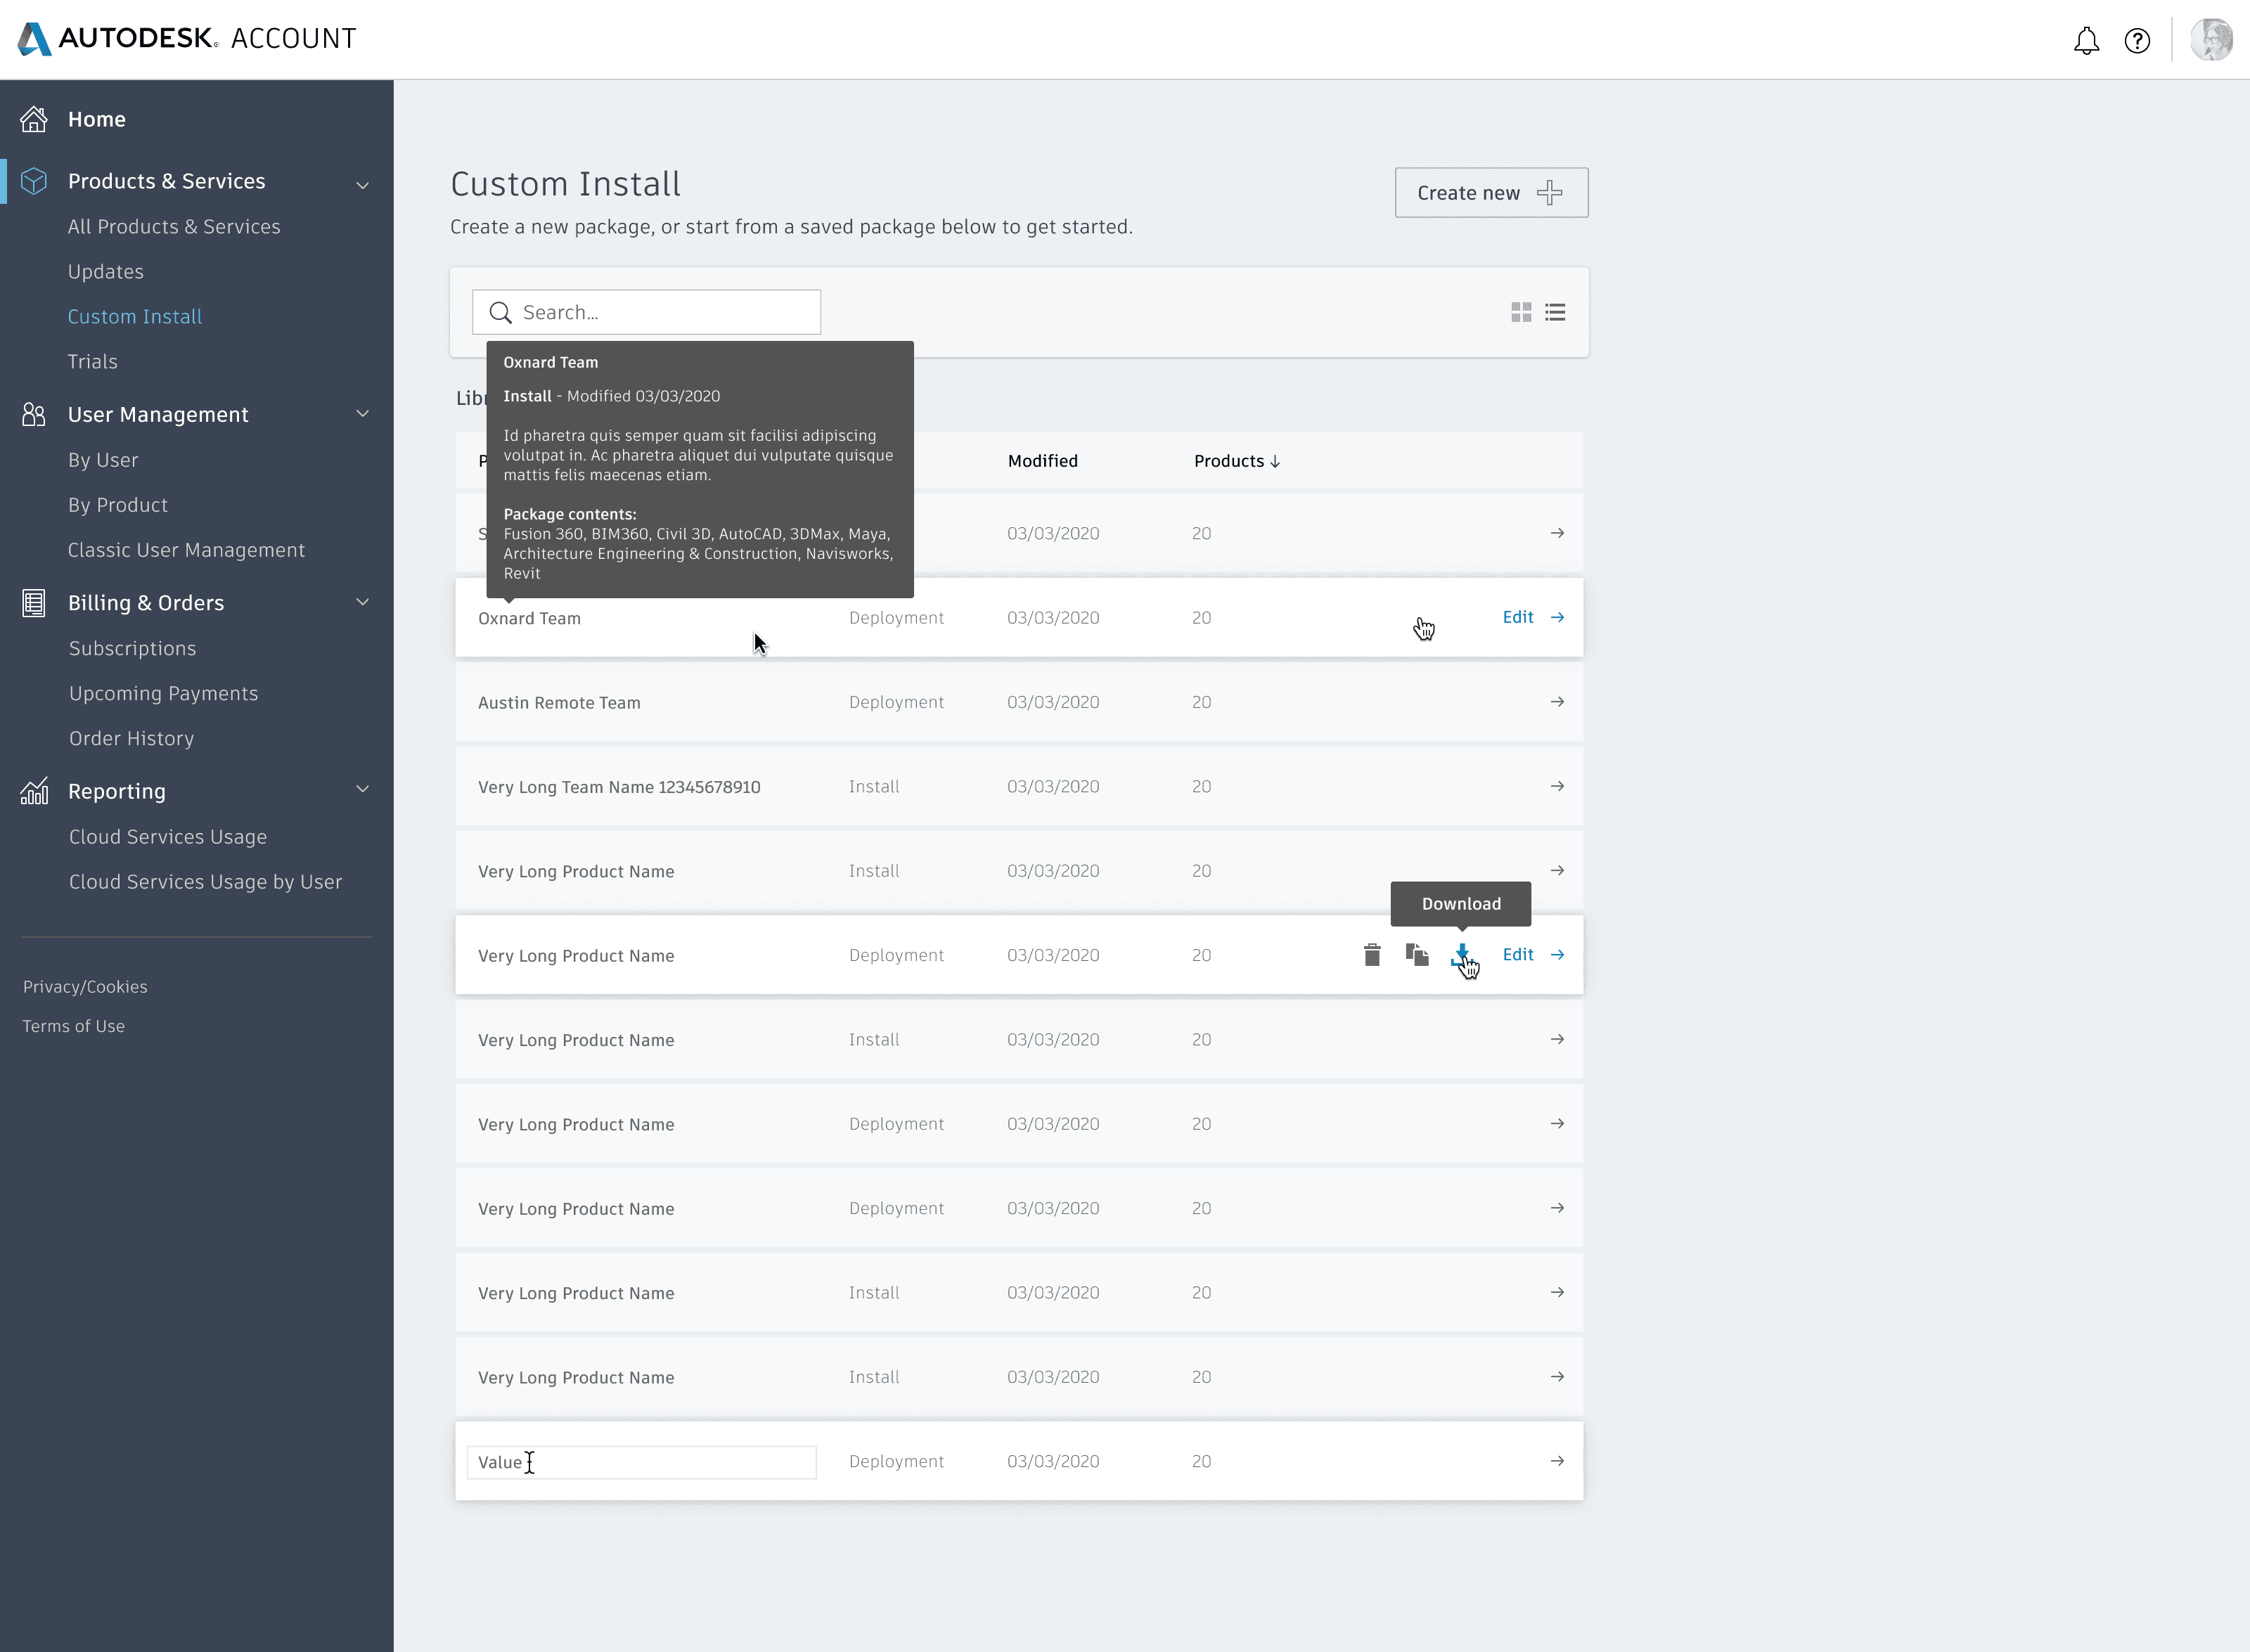 AUTODESK ACCOUNT
Home
Products & Services
All Products & Services
Updates
Custom Install
Trials
User Management
By User
By Product
Classic User Management
Billing & Orders
Subscriptions
Upcoming Payments
Order History
Reporting
Cloud Services Usage
Cloud Services Usage by User
Privacy/Cookies
Terms of Use
Custom Install
Create a new package, or start from a saved package below to get started.
Create new
Search...
Oxnard Team
Install - Modified 03/03/2020
Id pharetra quis semper quam sit facilisi adipiscing
volutpat in. Ac pharetra aliquet dui vulputate quisque
mattis felis maecenas etiam.
Package contents:
Fusion 360, BIM360, Civil 3D, AutoCAD, 3DMax, Maya,
Architecture Engineering & Construction, Navisworks,
Revit
Modified Products ↓
03/03/2020 20 →
Oxnard Team Deployment 03/03/2020 20 Edit →
Austin Remote Team Deployment 03/03/2020 20 →
Very Long Team Name 12345678910 Install 03/03/2020 20 →
Very Long Product Name Install 03/03/2020 20 →
Download
Very Long Product Name Deployment 03/03/2020 20 Edit →
Very Long Product Name Install 03/03/2020 20 →
Very Long Product Name Deployment 03/03/2020 20 →
Very Long Product Name Deployment 03/03/2020 20 →
Very Long Product Name Install 03/03/2020 20 →
Very Long Product Name Install 03/03/2020 20 →
Value Deployment 03/03/2020 20 →